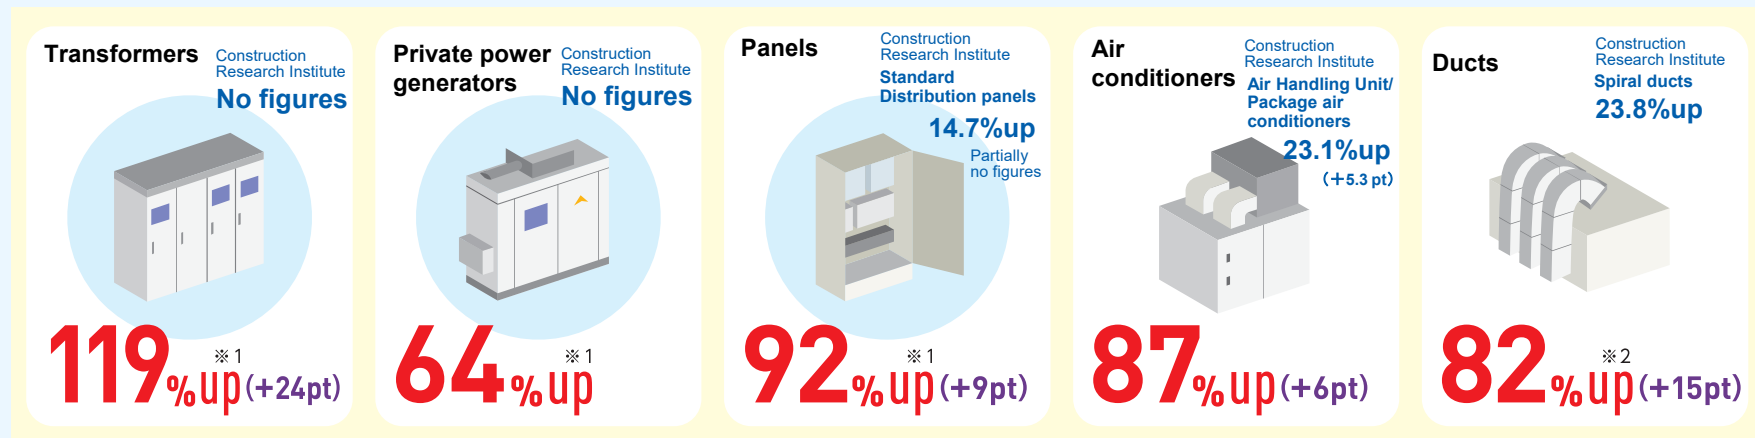 Transformers
Construction
Research Institute
No figures
119%up(+24pt)
※1
Private power
generators
Construction
Research Institute
No figures
64%up
※1
Panels
Construction
Research Institute
Standard
Distribution panels
14.7%up
Partially
no figures
92%up(+9pt)
※1
Air
conditioners
Construction
Research Institute
Air Handling Unit/
Package air
conditioners
23.1%up
(+5.3 pt)
87%up(+6pt)
Ducts
Construction
Research Institute
Spiral ducts
23.8%up
82%up(+15pt)
※2